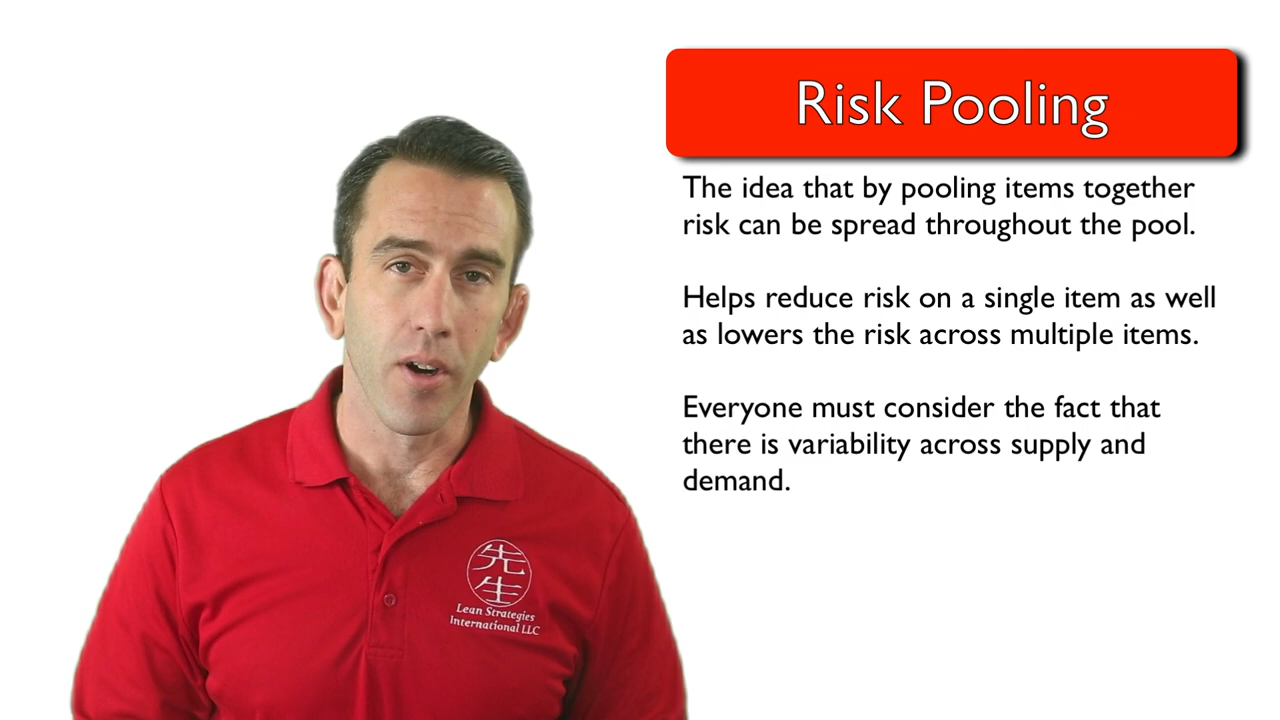 Risk Pooling
The idea that by pooling items together
risk can be spread throughout the pool.
Helps reduce risk on a single item as well
as lowers the risk across multiple items.
Everyone must consider the fact that
there is variability across supply and
demand.
先
生
Lean Strategies
International LLC